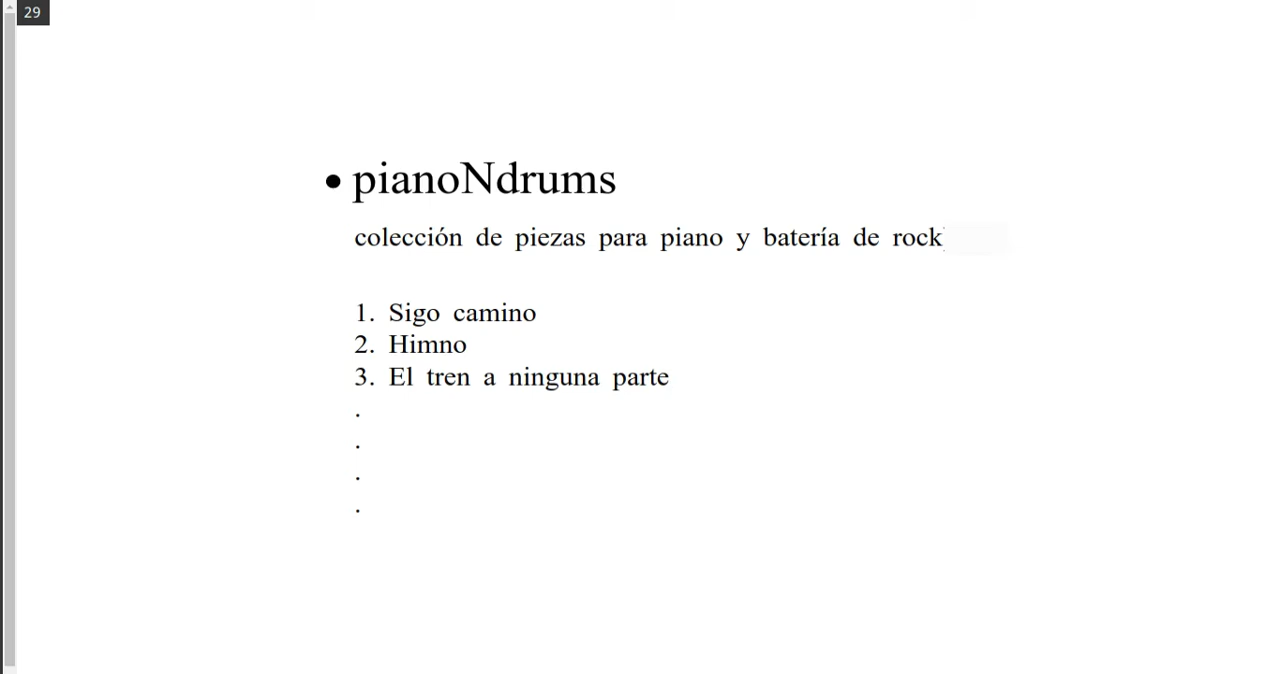 29
• pianoNdrums
colección de piezas para piano y batería de rock
1. Sigo camino
2. Himno
3. El tren a ninguna parte
.
.
.
.